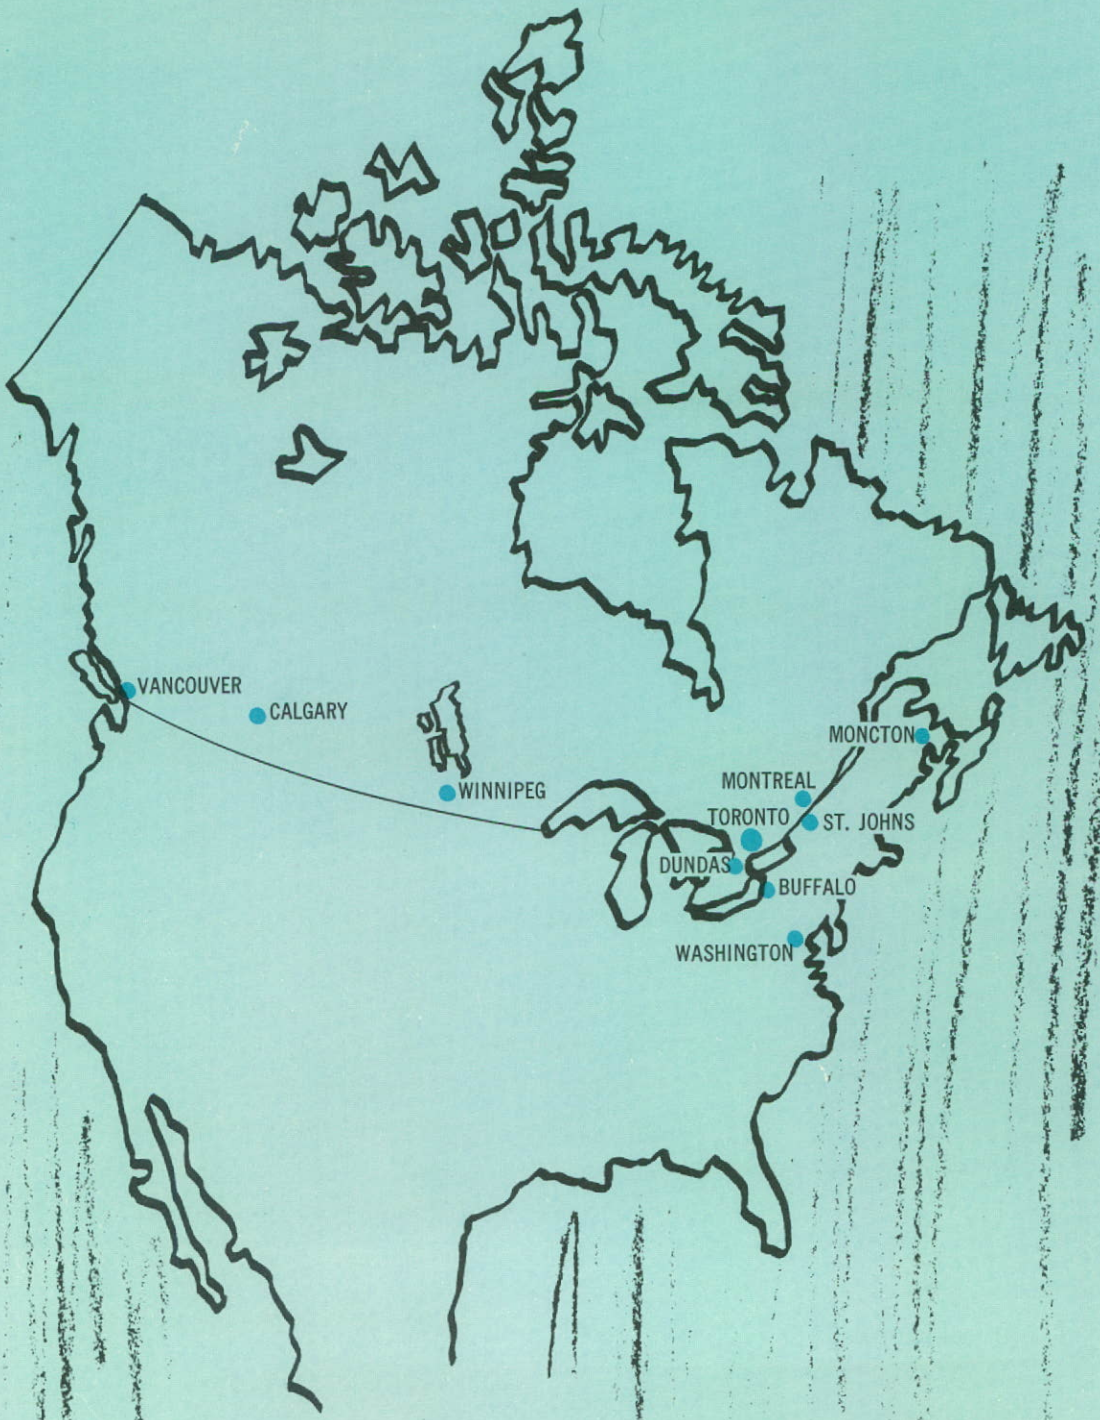 VANCOUVER
CALGARY
MONCTON
MONTREAL
WINNIPEG
TORONTO
ST. JOHNS
DUNDAS
BUFFALO
WASHINGTON